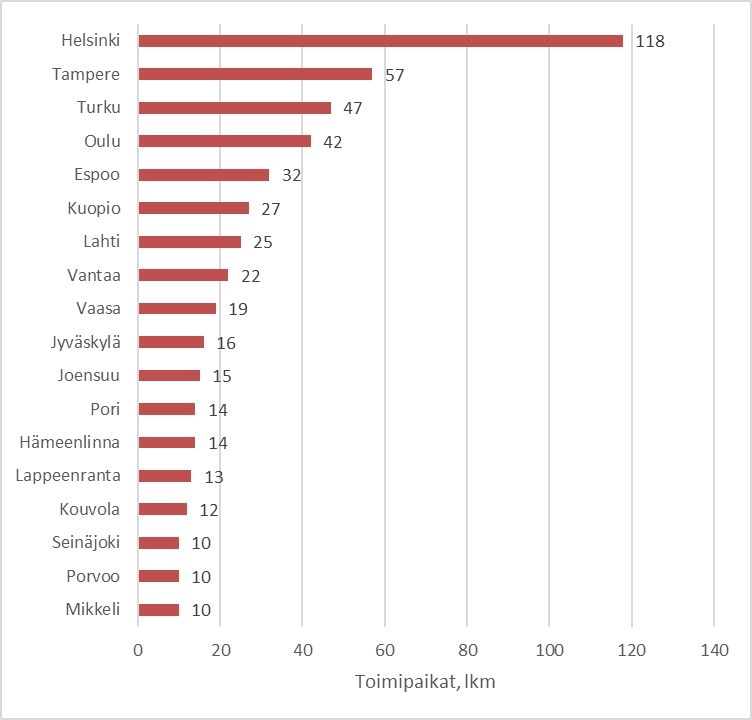 Helsinki 118
Tampere 57
Turku 47
Oulu 42
Espoo 32
Kuopio 27
Lahti 25
Vantaa 22
Vaasa 19
Jyväskylä 16
Joensuu 15
Pori 14
Hämeenlinna 14
Lappeenranta 13
Kouvola 12
Seinäjoki 10
Porvoo 10
Mikkeli 10
0 20 40 60 80 100 120 140
Toimipaikat, lkm